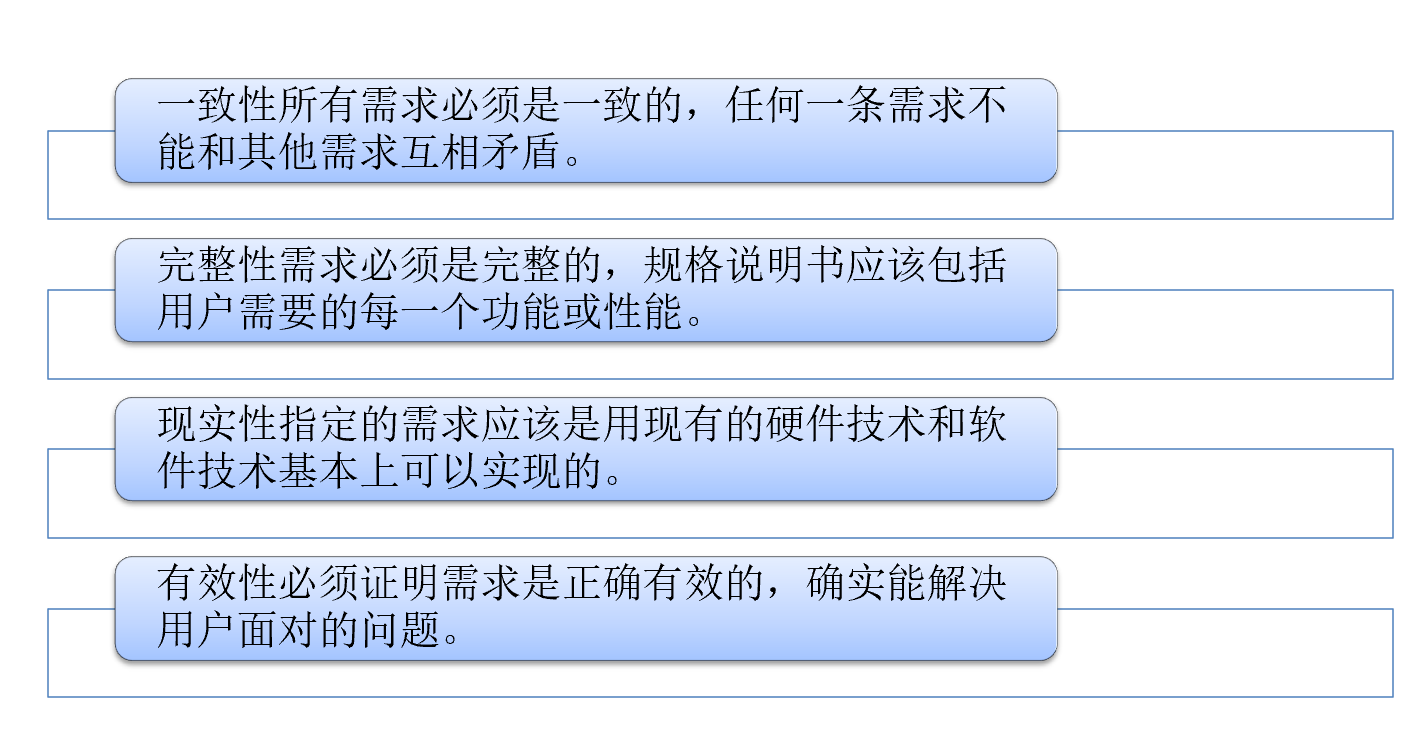 一致性所有需求必须是一致的，任何一条需求不
能和其他需求互相矛盾。
完整性需求必须是完整的，规格说明书应该包括
用户需要的每一个功能或性能。
现实性指定的需求应该是用现有的硬件技术和软
件技术基本上可以实现的。
有效性必须证明需求是正确有效的，确实能解决
用户面对的问题。